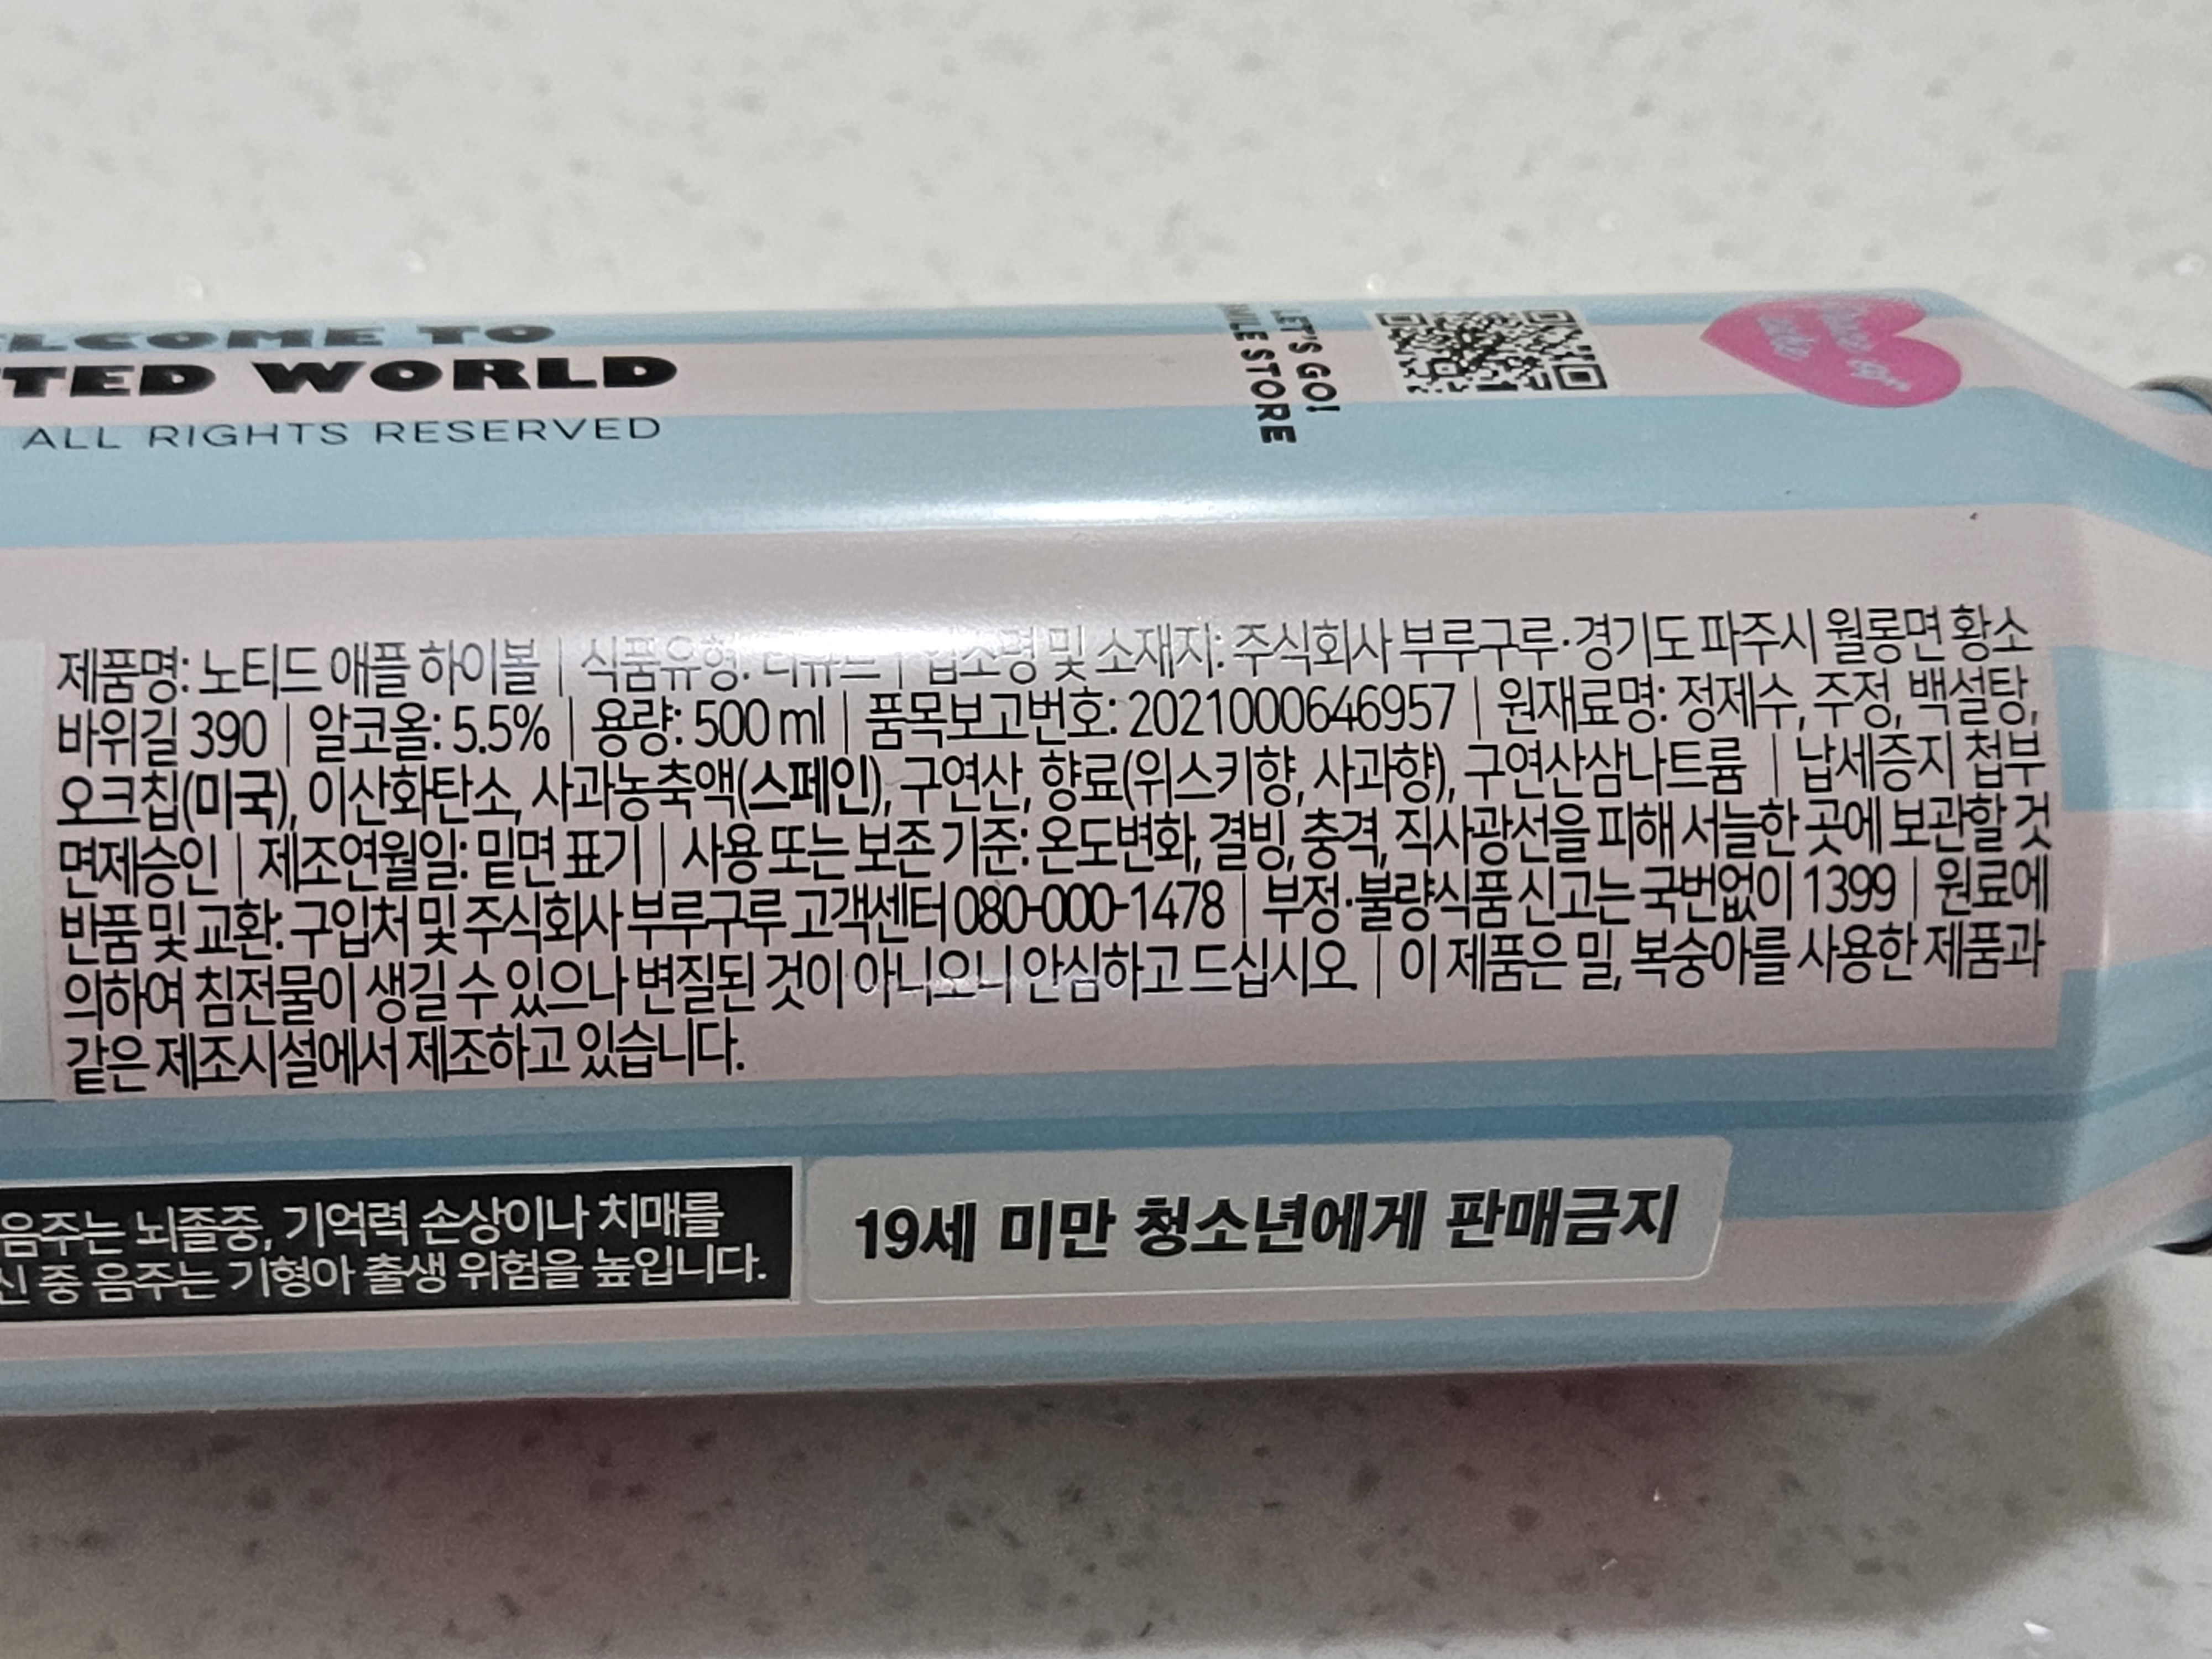 TO
WORLD
ALL RIGHTS RESERVED
LET'S GO!
STORE
제품명: 노티드 애플 하이볼 | 식품유형: 리큐르 | 업소명 및 소재지: 주식회사 부루구루·경기도 파주시 월롱면 황소
바위길 390 | 알코올: 5.5% | 용량: 500 ml | 품목보고번호: 2021000646957 | 원재료명: 정제수, 주정, 백설탕,
오크칩(미국), 이산화탄소, 사과농축액(스페인), 구연산, 향료(위스키향, 사과향), 구연산삼나트륨 | 납세증지 첩부
면제승인 | 제조연월일: 밑면 표기 | 사용 또는 보존 기준: 온도변화, 결빙, 충격, 직사광선을 피해 서늘한 곳에 보관할 것
반품 및 교환: 구입처 및 주식회사 부루구루 고객센터 080-000-1478 | 부정·불량식품 신고는 국번없이 1399 | 원료에
의하여 침전물이 생길 수 있으나 변질된 것이 아니오니 안심하고 드십시오 | 이 제품은 밀, 복숭아를 사용한 제품과
같은 제조시설에서 제조하고 있습니다.
음주는 뇌졸중, 기억력 손상이나 치매를
중 음주는 기형아 출생 위험을 높입니다.
19세 미만 청소년에게 판매금지